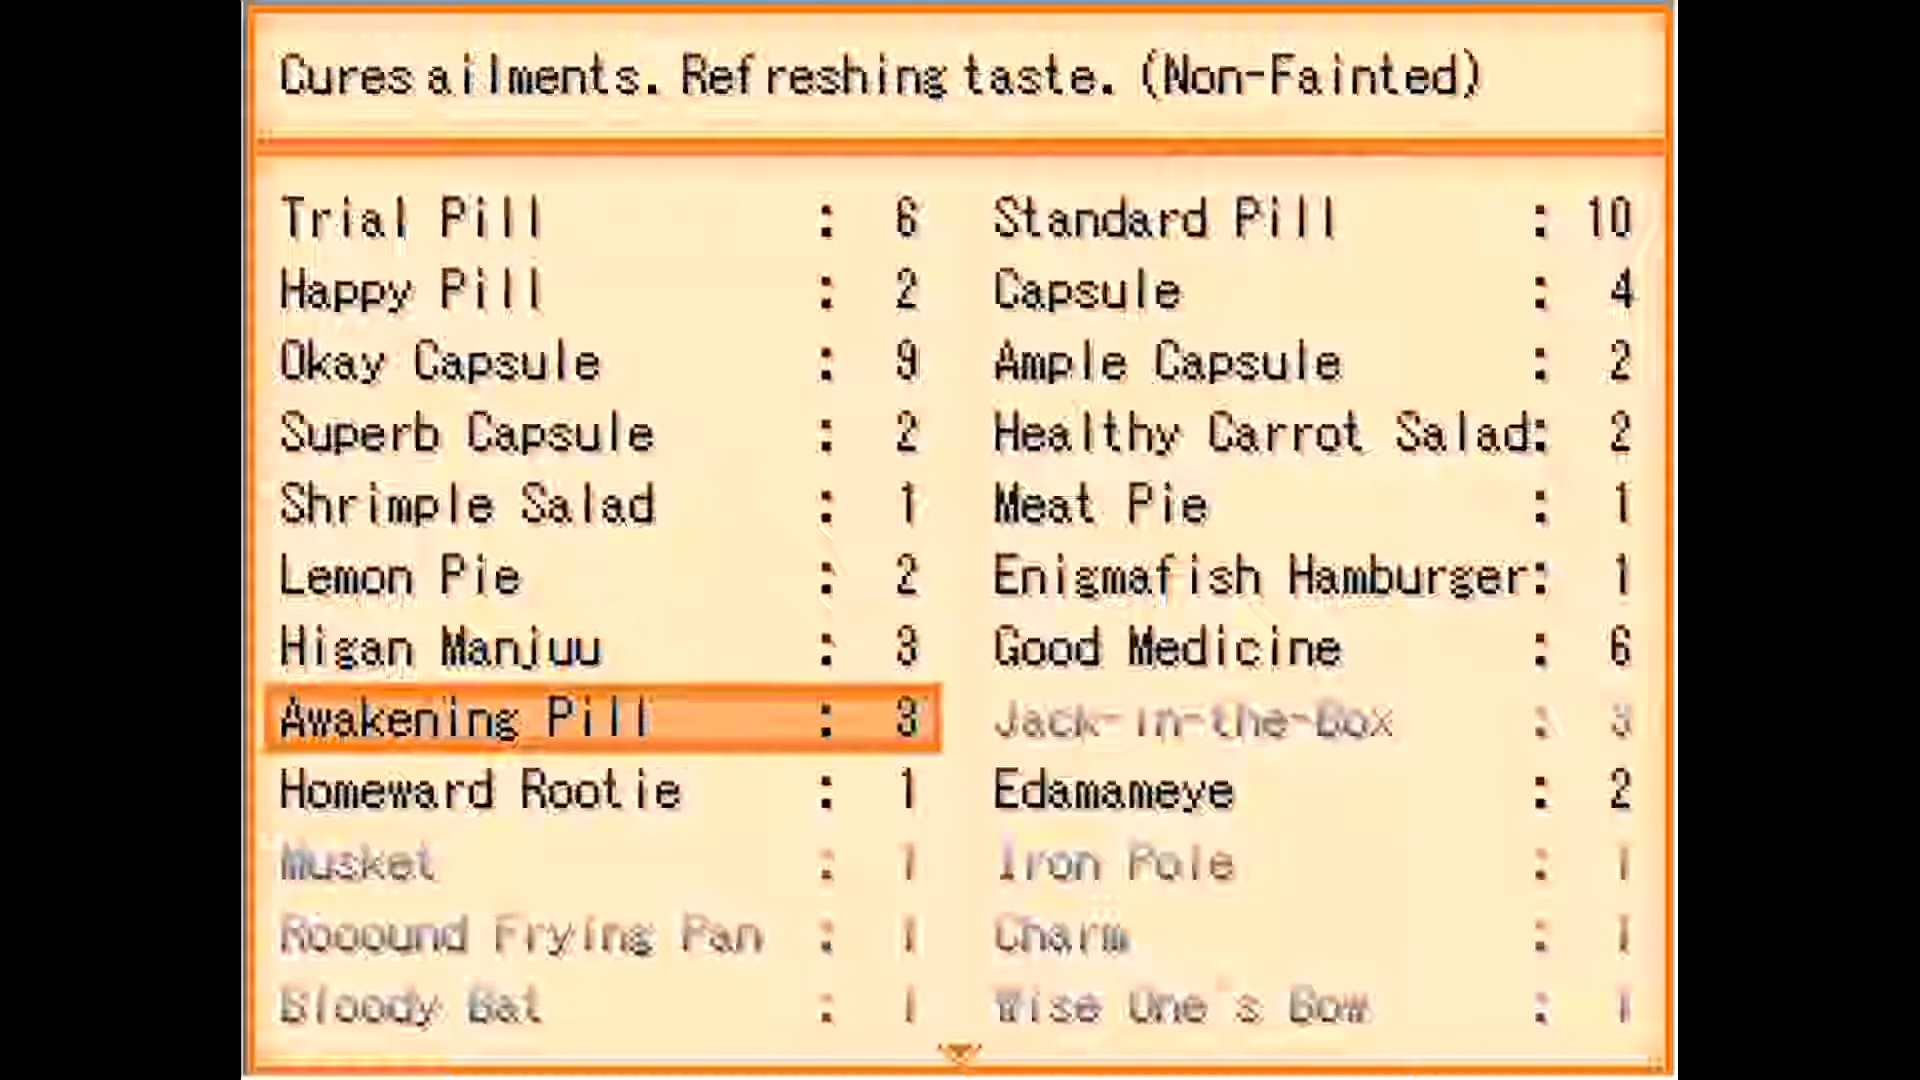 Cures ailments. Refreshing taste. (Non-Fainted)
Trial Pill : 6 Standard Pill : 10
Happy Pill : 2 Capsule : 4
Okay Capsule : 9 Ample Capsule : 2
Superb Capsule : 2 Healthy Carrot Salad: 2
Shrimple Salad : 1 Meat Pie : 1
Lemon Pie : 2 Enigmafish Hamburger: 1
Higan Manjuu : 3 Good Medicine : 6
Awakening Pill : 3 Jack-in-the-Box : 3
Homeward Rootie : 1 Edamameye : 2
Musket : 1 Iron Pole : 1
Rooound Frying Pan : 1 Charm : 1
Bloody Bat : 1 Wise One's Bow : 1